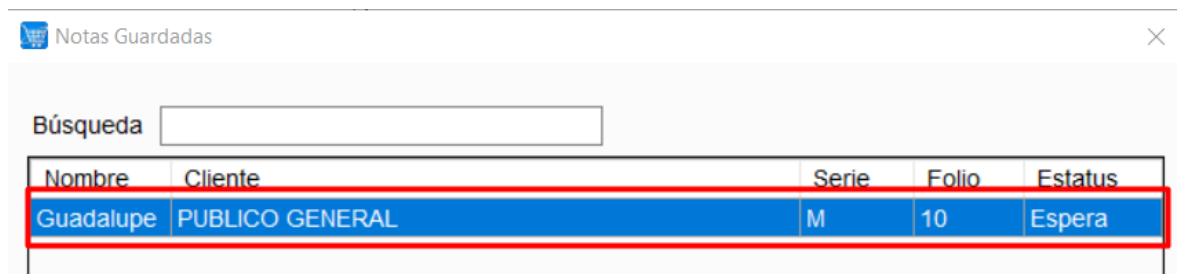 Notas Guardadas
Búsqueda
Nombre Cliente Serie Folio Estatus
Guadalupe PUBLICO GENERAL M 10 Espera